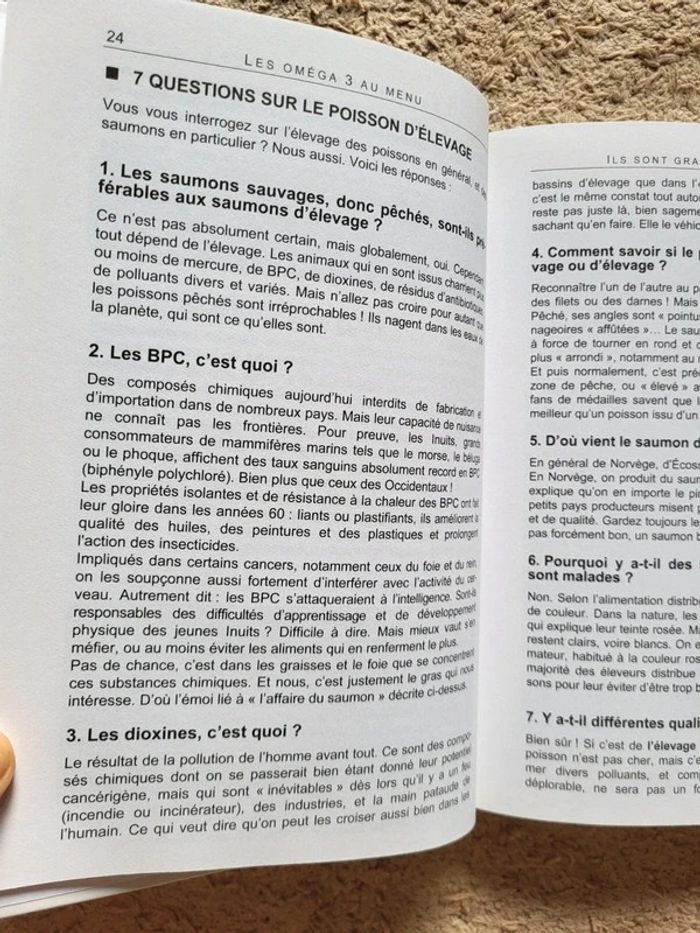 24
LES OMÉGA 3 AU MENU
■ 7 QUESTIONS SUR LE POISSON D'ÉLEVAGE
Vous vous interrogez sur l'élevage des poissons en général, et des
saumons en particulier ? Nous aussi. Voici les réponses :
1. Les saumons sauvages, donc pêchés, sont-ils pré-
férables aux saumons d'élevage ?
Ce n'est pas absolument certain, mais globalement, oui. Cependant
tout dépend de l'élevage. Les animaux qui en sont issus charrient plus
ou moins de mercure, de BPC, de dioxines, de résidus d'antibiotiques,
de polluants divers et variés. Mais n'allez pas croire pour autant que
les poissons pêchés sont irréprochables ! Ils nagent dans les eaux de
la planète, qui sont ce qu'elles sont.
2. Les BPC, c'est quoi ?
Des composés chimiques aujourd'hui interdits de fabrication et
d'importation dans de nombreux pays. Mais leur capacité de nuisance
ne connaît pas les frontières. Pour preuve, les Inuits, grands
consommateurs de mammifères marins tels que le morse, le béluga
ou le phoque, affichent des taux sanguins absolument record en BPC
(biphényle polychloré). Bien plus que ceux des Occidentaux !
Les propriétés isolantes et de résistance à la chaleur des BPC ont fait
leur gloire dans les années 60 : liants ou plastifiants, ils améliorent la
qualité des huiles, des peintures et des plastiques et prolongent
l'action des insecticides.
Impliqués dans certains cancers, notamment ceux du foie et du rein,
on les soupçonne aussi fortement d'interférer avec l'activité du cer-
veau. Autrement dit : les BPC s'attaqueraient à l'intelligence. Sont-ils
responsables des difficultés d'apprentissage et de développement
physique des jeunes Inuits ? Difficile à dire. Mais mieux vaut s'en
méfier, ou au moins éviter les aliments qui en renferment le plus.
Pas de chance, c'est dans les graisses et le foie que se concentrent
ces substances chimiques. Et nous, c'est justement le gras qui nous
intéresse. D'où l'émoi lié à « l'affaire du saumon » décrite ci-dessus.
3. Les dioxines, c'est quoi ?
Le résultat de la pollution de l'homme avant tout. Ce sont des compo-
sés chimiques dont on se passerait bien étant donné leur potentiel
cancérigène, mais qui sont « inévitables » dès lors qu'il y a un feu
(incendie ou incinérateur), des industries, et la main pataude de
l'humain. Ce qui veut dire qu'on peut les croiser aussi bien dans les
ILS SONT GRA
bassins d'élevage que dans l'
c'est le même constat tout auto
reste pas juste là, bien sagem
sachant qu'en faire. Elle le véhic
4. Comment savoir si le p
vage ou d'élevage ?
Reconnaître l'un de l'autre au p
des filets ou des darnes ! Mais
Pêché, ses angles sont « pointus
nageoires « affûtées »... Le sau
à force de tourner en rond et d
plus « arrondi », notamment au n
Et puis normalement, c'est préc
zone de pêche, ou « élevé » av
fans de médailles savent que l
meilleur qu'un poisson issu d'un
5. D'où vient le saumon d
En général de Norvège, d'Écoss
En Norvège, on produit du saum
explique qu'on en importe le pl
petits pays producteurs misent p
et de qualité. Gardez toujours le
pas forcément bon, un saumon b
6. Pourquoi y a-t-il des
sont malades ?
Non. Selon l'alimentation distribu
de couleur. Dans la nature, les
qui explique leur teinte rosée. Ma
restent clairs, voire blancs. On e
mateur, habitué à la couleur ros
majorité des éleveurs distribue
sons pour leur éviter d'être trop b
7. Y a-t-il différentes quali
Bien sûr ! Si c'est de l'élevage
poisson n'est pas cher, mais c'e
mer divers polluants, et com
déplorable, ne sera pas un fo